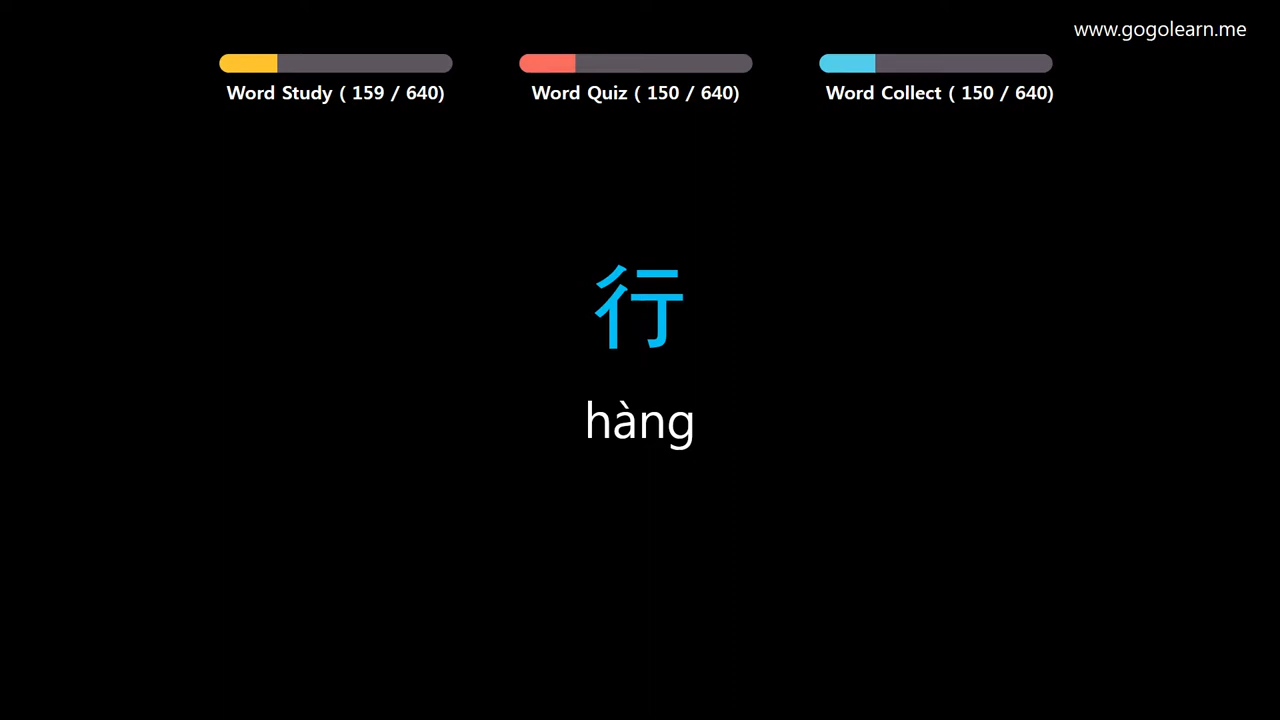 www.gogolearn.me
Word Study ( 159 / 640)
Word Quiz ( 150 / 640)
Word Collect ( 150 / 640)
行
hàng